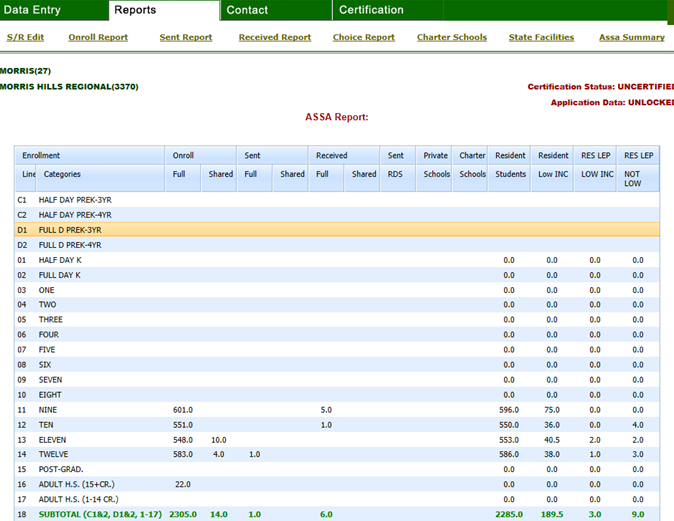 Data Entry Reports Contact Certification
S/R Edit Onroll Report Sent Report Received Report Choice Report Charter Schools State Facilities Assa Summary
MORRIS(27)
MORRIS HILLS REGIONAL(3370) Certification Status: UNCERTIFIED
Application Data: UNLOCKED
ASSA Report:
Enrollment Onroll Sent Received Sent Private Charter Resident Resident RES LEP RES LEP
Line Categories Full Shared Full Shared Full Shared RDS Schools Schools Students Low INC LOW INC NOT
LOW
C1 HALF DAY PREK-3YR
C2 HALF DAY PREK-4YR
D1 FULL D PREK-3YR
D2 FULL D PREK-4YR
01 HALF DAY K 0.0 0.0 0.0 0.0
02 FULL DAY K 0.0 0.0 0.0 0.0
03 ONE 0.0 0.0 0.0 0.0
04 TWO 0.0 0.0 0.0 0.0
05 THREE 0.0 0.0 0.0 0.0
06 FOUR 0.0 0.0 0.0 0.0
07 FIVE 0.0 0.0 0.0 0.0
08 SIX 0.0 0.0 0.0 0.0
09 SEVEN 0.0 0.0 0.0 0.0
10 EIGHT 0.0 0.0 0.0 0.0
11 NINE 601.0 5.0 596.0 75.0 0.0 0.0
12 TEN 551.0 1.0 550.0 36.0 0.0 4.0
13 ELEVEN 548.0 10.0 553.0 40.5 2.0 2.0
14 TWELVE 583.0 4.0 1.0 586.0 38.0 1.0 3.0
15 POST-GRAD. 0.0 0.0 0.0 0.0
16 ADULT H.S. (15+CR.) 22.0 0.0 0.0 0.0 0.0
17 ADULT H.S. (1-14 CR.) 0.0 0.0 0.0 0.0
18 SUBTOTAL (C1&2, D1&2, 1-17) 2305.0 14.0 1.0 6.0 2285.0 189.5 3.0 9.0